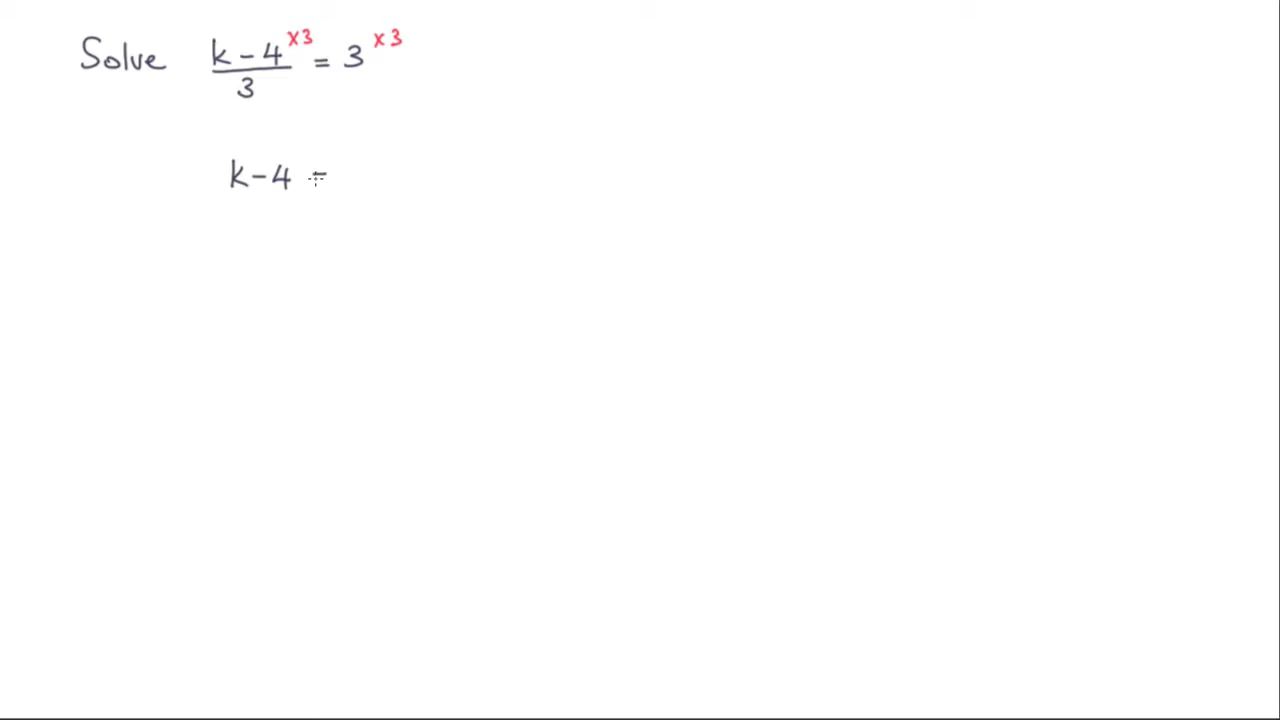 Solve k-4/3 ×3 = 3 ×3
k-4 =